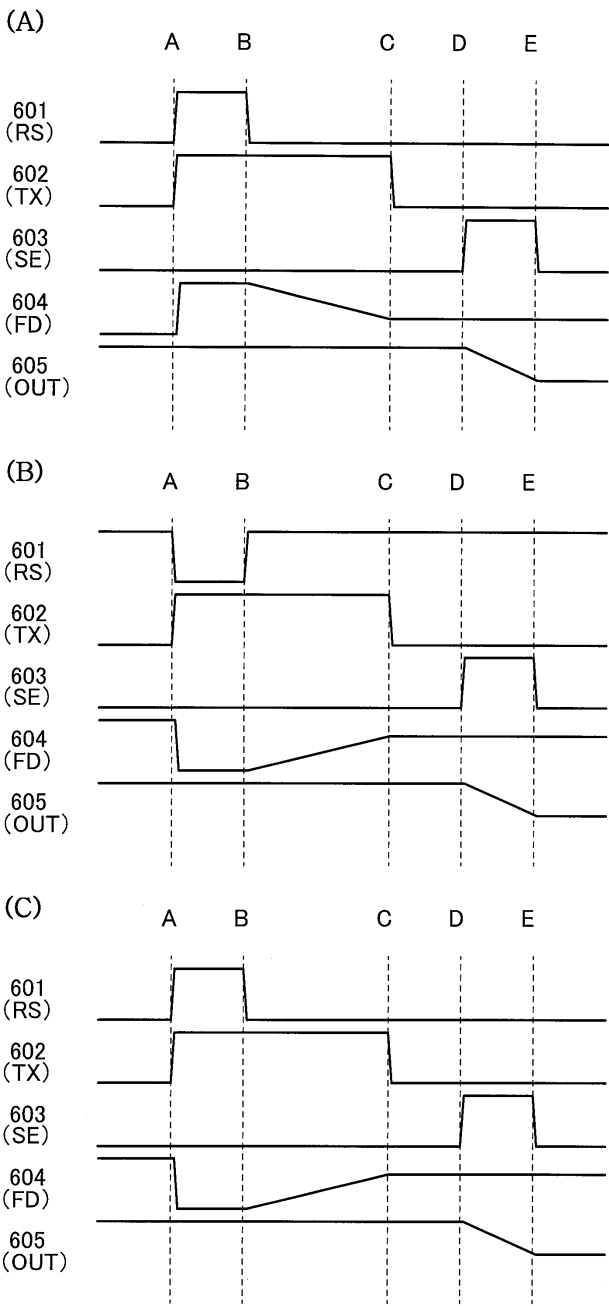 (A)
A B C D E
601
(RS)
602
(TX)
603
(SE)
604
(FD)
605
(OUT)
(B)
A B C D E
601
(RS)
602
(TX)
603
(SE)
604
(FD)
605
(OUT)
(C)
A B C D E
601
(RS)
602
(TX)
603
(SE)
604
(FD)
605
(OUT)